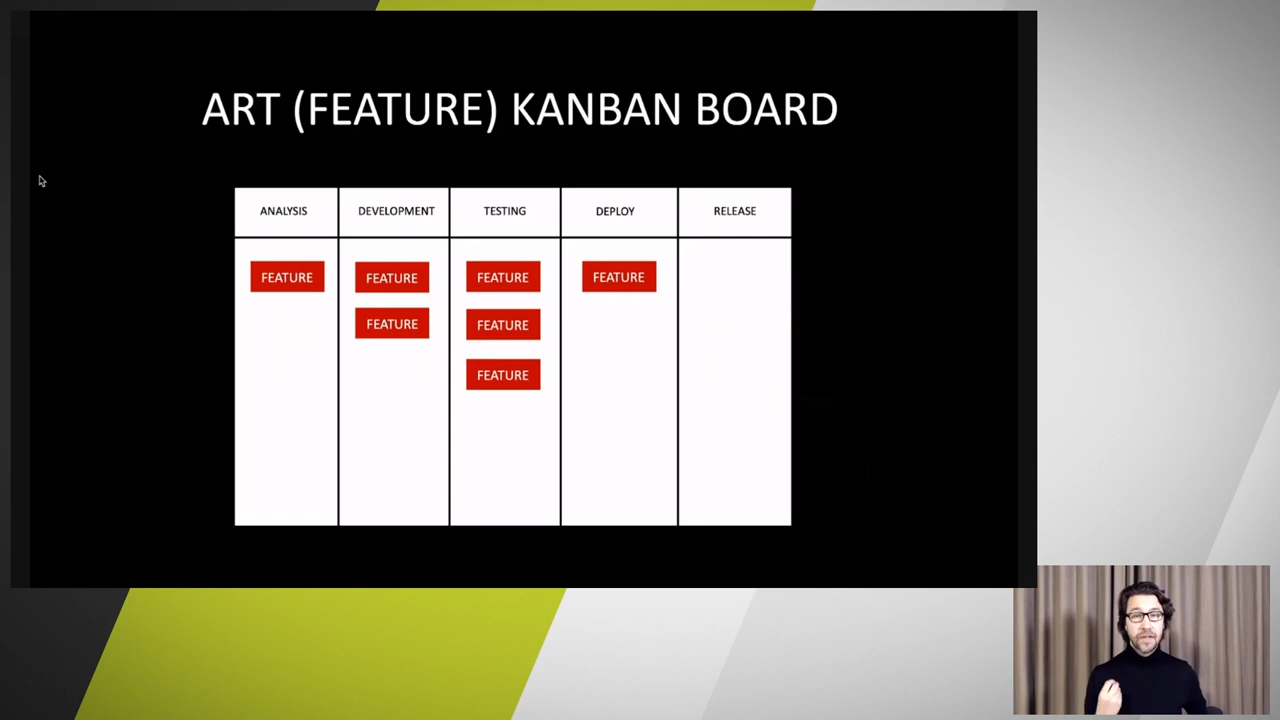 ART (FEATURE) KANBAN BOARD
ANALYSIS DEVELOPMENT TESTING DEPLOY RELEASE
FEATURE FEATURE FEATURE FEATURE
FEATURE FEATURE
FEATURE